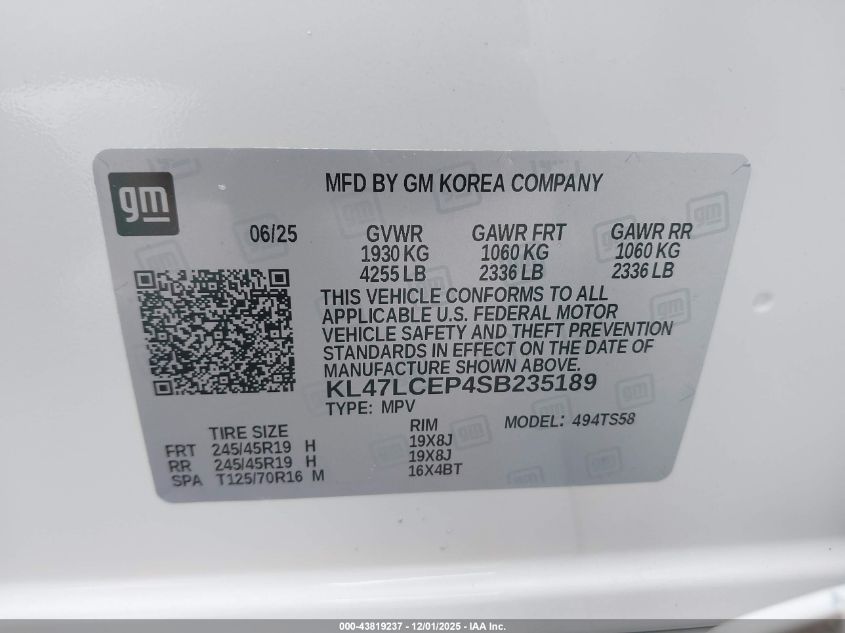 gm
MFD BY GM KOREA COMPANY
06/25 GVWR GAWR FRT GAWR RR
1930 KG 1060 KG 1060 KG
4255 LB 2336 LB 2336 LB
THIS VEHICLE CONFORMS TO ALL
APPLICABLE U.S. FEDERAL MOTOR
VEHICLE SAFETY AND THEFT PREVENTION
STANDARDS IN EFFECT ON THE DATE OF
MANUFACTURE SHOWN ABOVE.
KL47LCEP4SB235189
TYPE: MPV
MODEL: 494TS58
TIRE SIZE RIM
FRT 245/45R19 H 19X8J
RR 245/45R19 H 19X8J
SPA T125/70R16 M 16X4BT
000-43819237 - 12/01/2025 - IAA Inc.